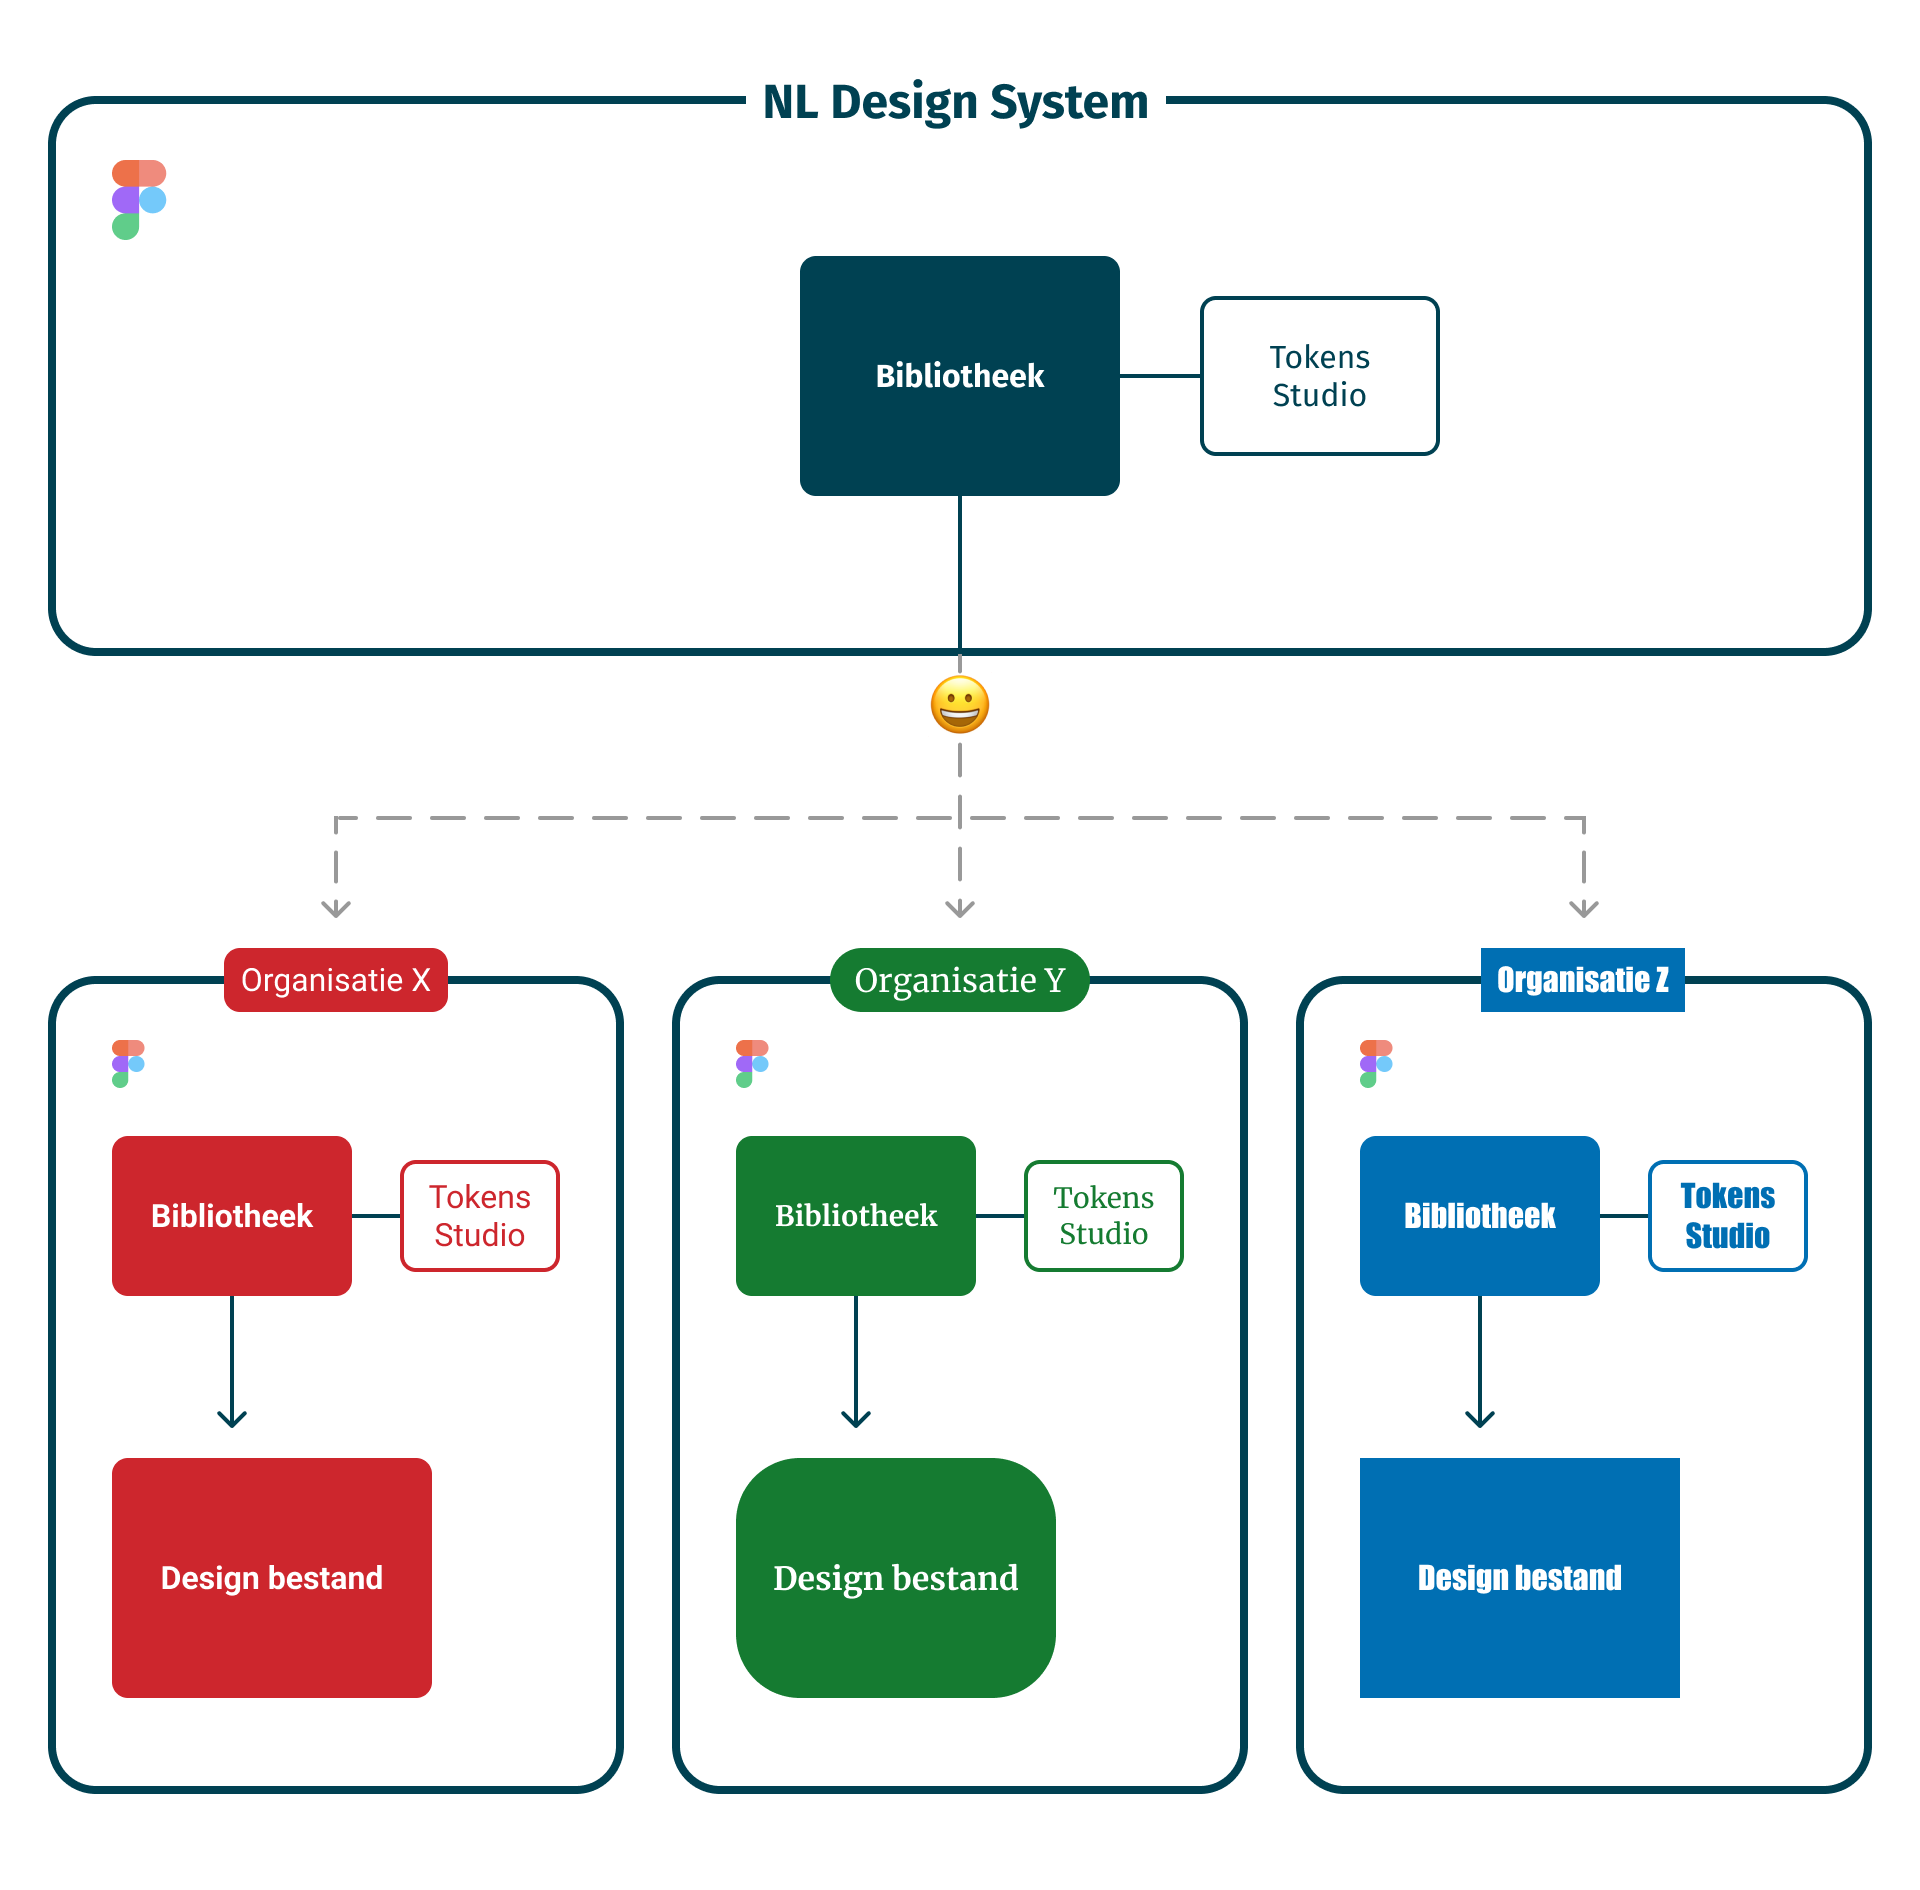 NL Design System
Bibliotheek
Tokens
Studio
Organisatie X
Organisatie Y
Organisatie Z
Bibliotheek
Tokens
Studio
Bibliotheek
Tokens
Studio
Bibliotheek
Tokens
Studio
Design bestand
Design bestand
Design bestand